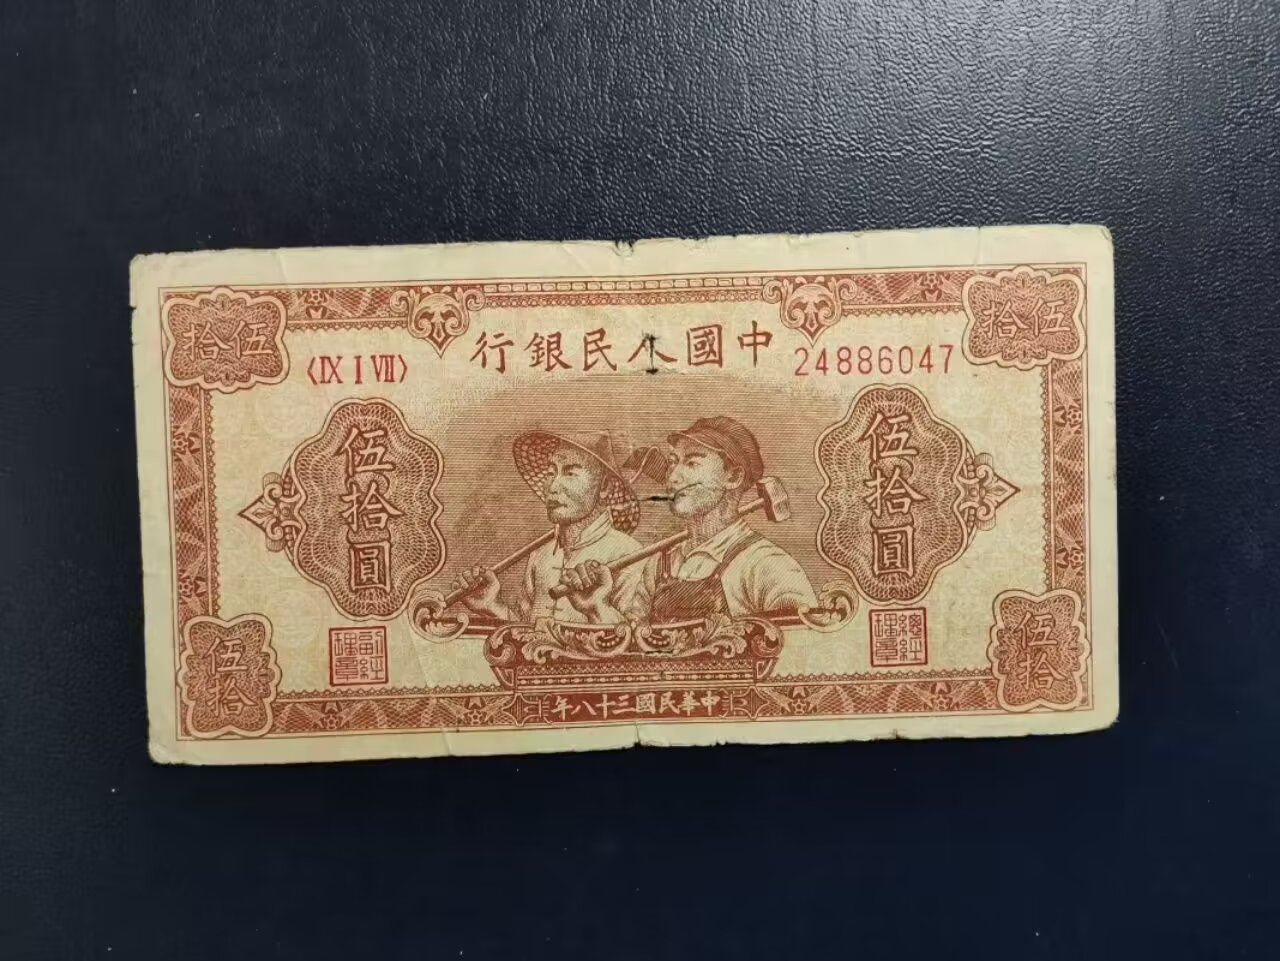 伍拾
伍拾
中國人民銀行
〈IX I VII〉
24886047
伍拾圓
伍拾圓
總經理章
副經理章
伍拾
伍拾
中華民國三十八年